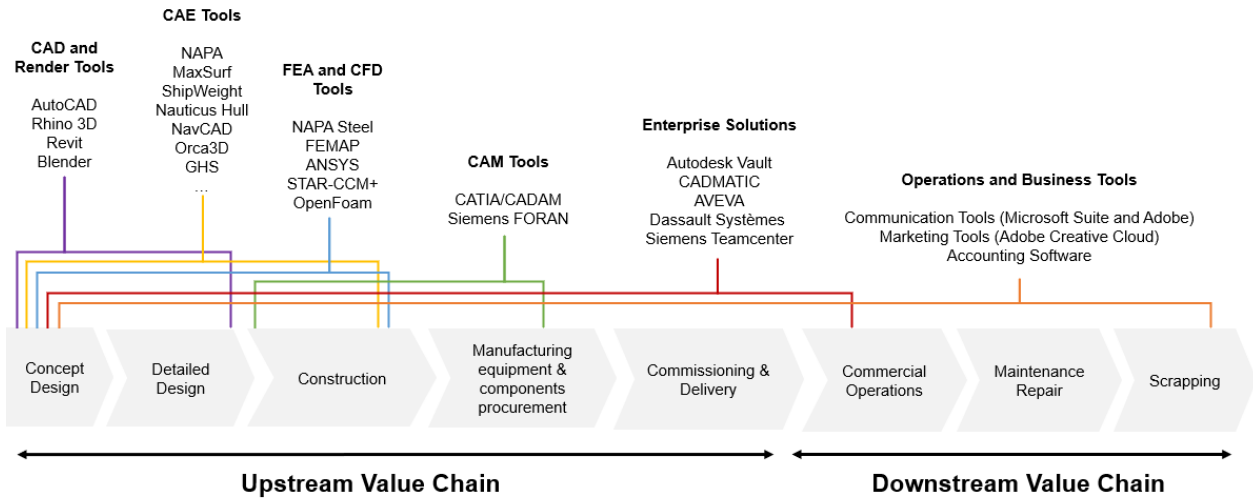 CAD and
Render Tools
AutoCAD
Rhino 3D
Revit
Blender
CAE Tools
NAPA
MaxSurf
ShipWeight
Nauticus Hull
NavCAD
Orca3D
GHS
...
FEA and CFD
Tools
NAPA Steel
FEMAP
ANSYS
STAR-CCM+
OpenFoam
CAM Tools
CATIA/CADAM
Siemens FORAN
Enterprise Solutions
Autodesk Vault
CADMATIC
AVEVA
Dassault Systèmes
Siemens Teamcenter
Operations and Business Tools
Communication Tools (Microsoft Suite and Adobe)
Marketing Tools (Adobe Creative Cloud)
Accounting Software
Concept
Design
Detailed
Design
Construction
Manufacturing
equipment &
components
procurement
Commissioning &
Delivery
Commercial
Operations
Maintenance
Repair
Scrapping
Upstream Value Chain
Downstream Value Chain